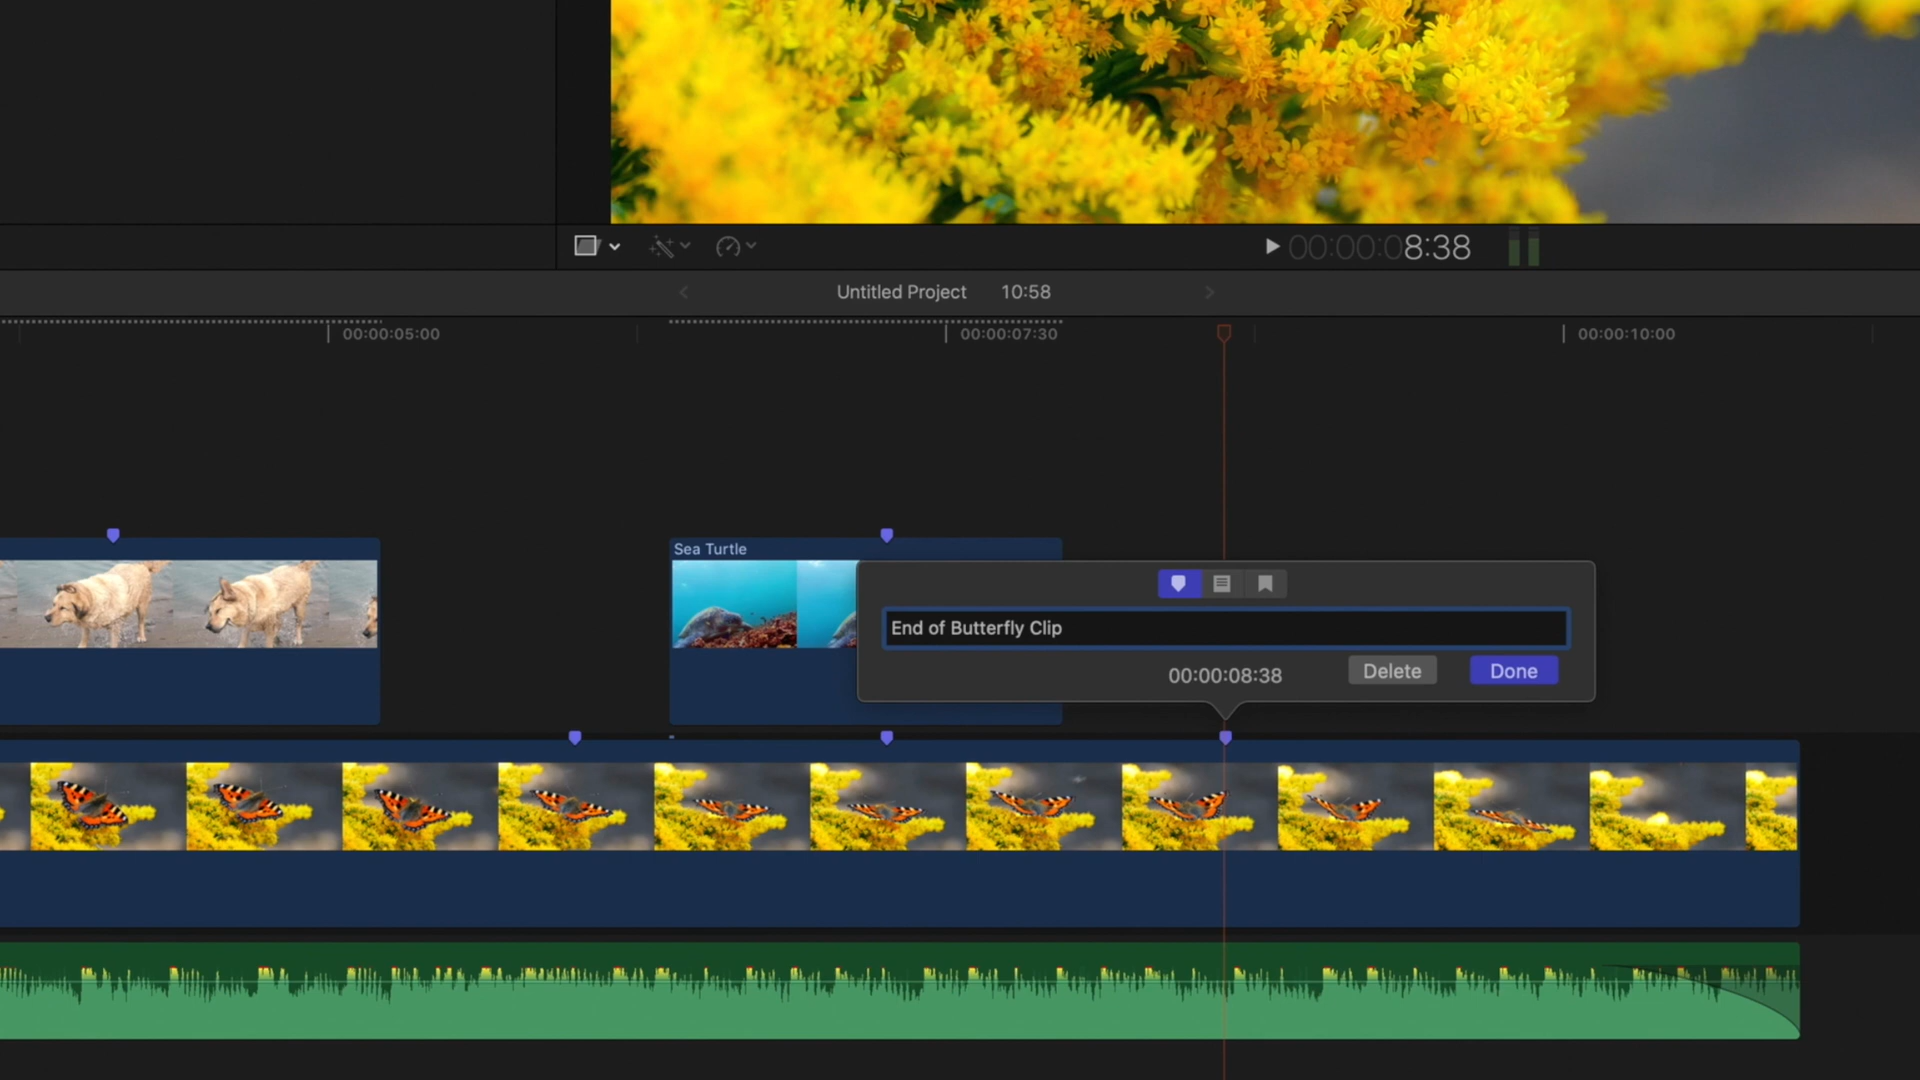 00:00:08:38
Untitled Project 10:58
00:00:05:00
00:00:07:30
00:00:10:00
Sea Turtle
End of Butterfly Clip
00:00:08:38
Delete
Done